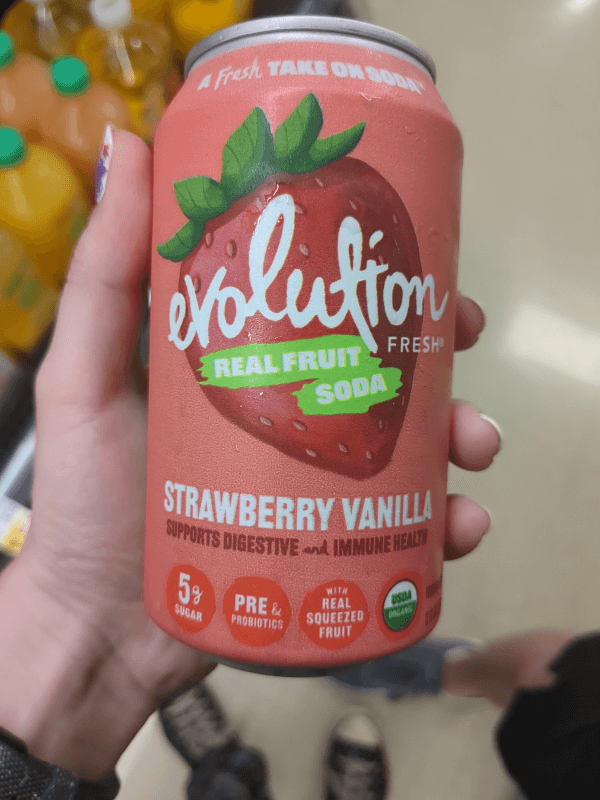 A Fresh TAKE ON SODA
evolution
FRESH®
REAL FRUIT
SODA
STRAWBERRY VANILLA
SUPPORTS DIGESTIVE and IMMUNE HEALTH
5g
SUGAR
PRE &
PROBIOTICS
WITH
REAL
SQUEEZED
FRUIT
USDA
ORGANIC